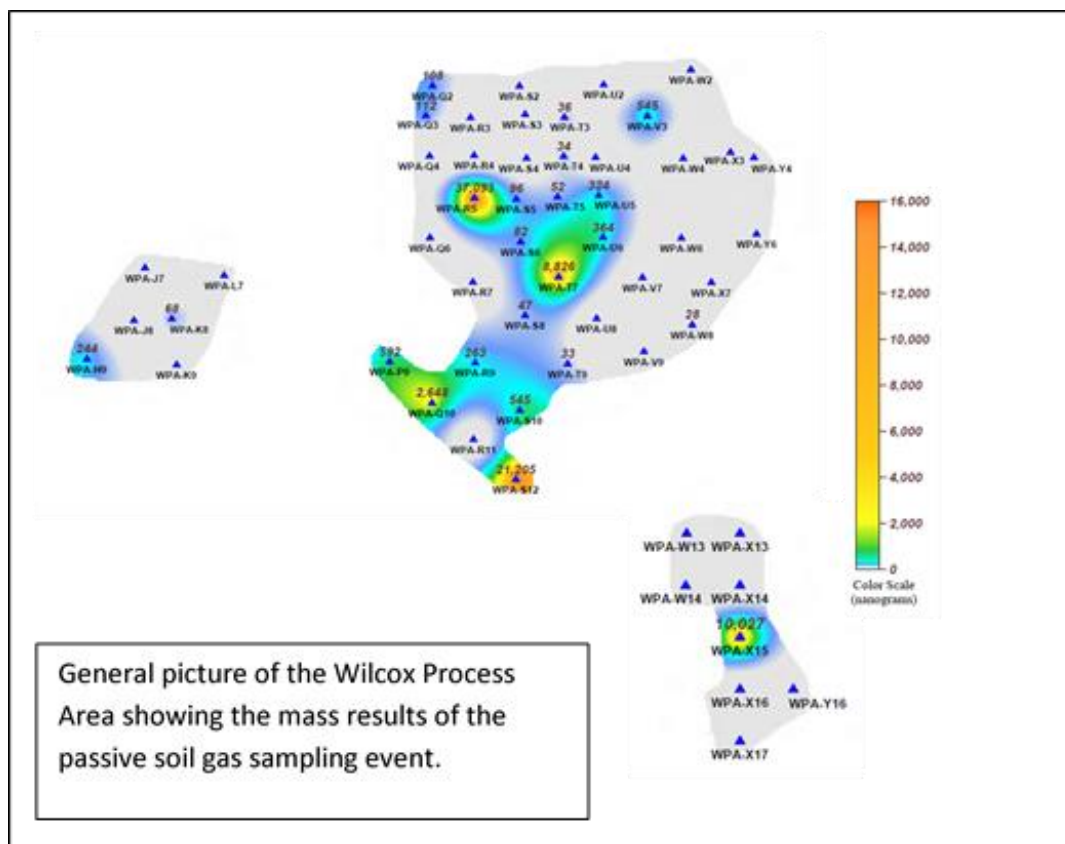 WPA-W2
108
WPA-Q2
WPA-S2
WPA-U2
112
WPA-Q3
WPA-R3
WPA-S3
36
WPA-T3
545
WPA-V3
WPA-Q4
WPA-R4
WPA-S4
34
WPA-T4
WPA-U4
WPA-W4
WPA-X3
WPA-Y4
37,093
WPA-R5
96
WPA-S5
52
WPA-T5
324
WPA-U5
WPA-Q6
82
WPA-S6
364
WPA-U6
WPA-W6
WPA-Y6
WPA-J7
WPA-L7
WPA-R7
8,826
WPA-T7
WPA-V7
WPA-X7
WPA-J8
68
WPA-K8
47
WPA-S8
WPA-U8
28
WPA-W8
244
WPA-H9
WPA-K9
592
WPA-P9
263
WPA-R9
33
WPA-T9
WPA-V9
2,648
WPA-Q10
545
WPA-S10
WPA-R11
21,205
WPA-S12
16,000
14,000
12,000
10,000
8,000
6,000
4,000
2,000
0
Color Scale
(nanograms)
WPA-W13 WPA-X13
WPA-W14 WPA-X14
10,027
WPA-X15
WPA-X16 WPA-Y16
WPA-X17
General picture of the Wilcox Process
Area showing the mass results of the
passive soil gas sampling event.